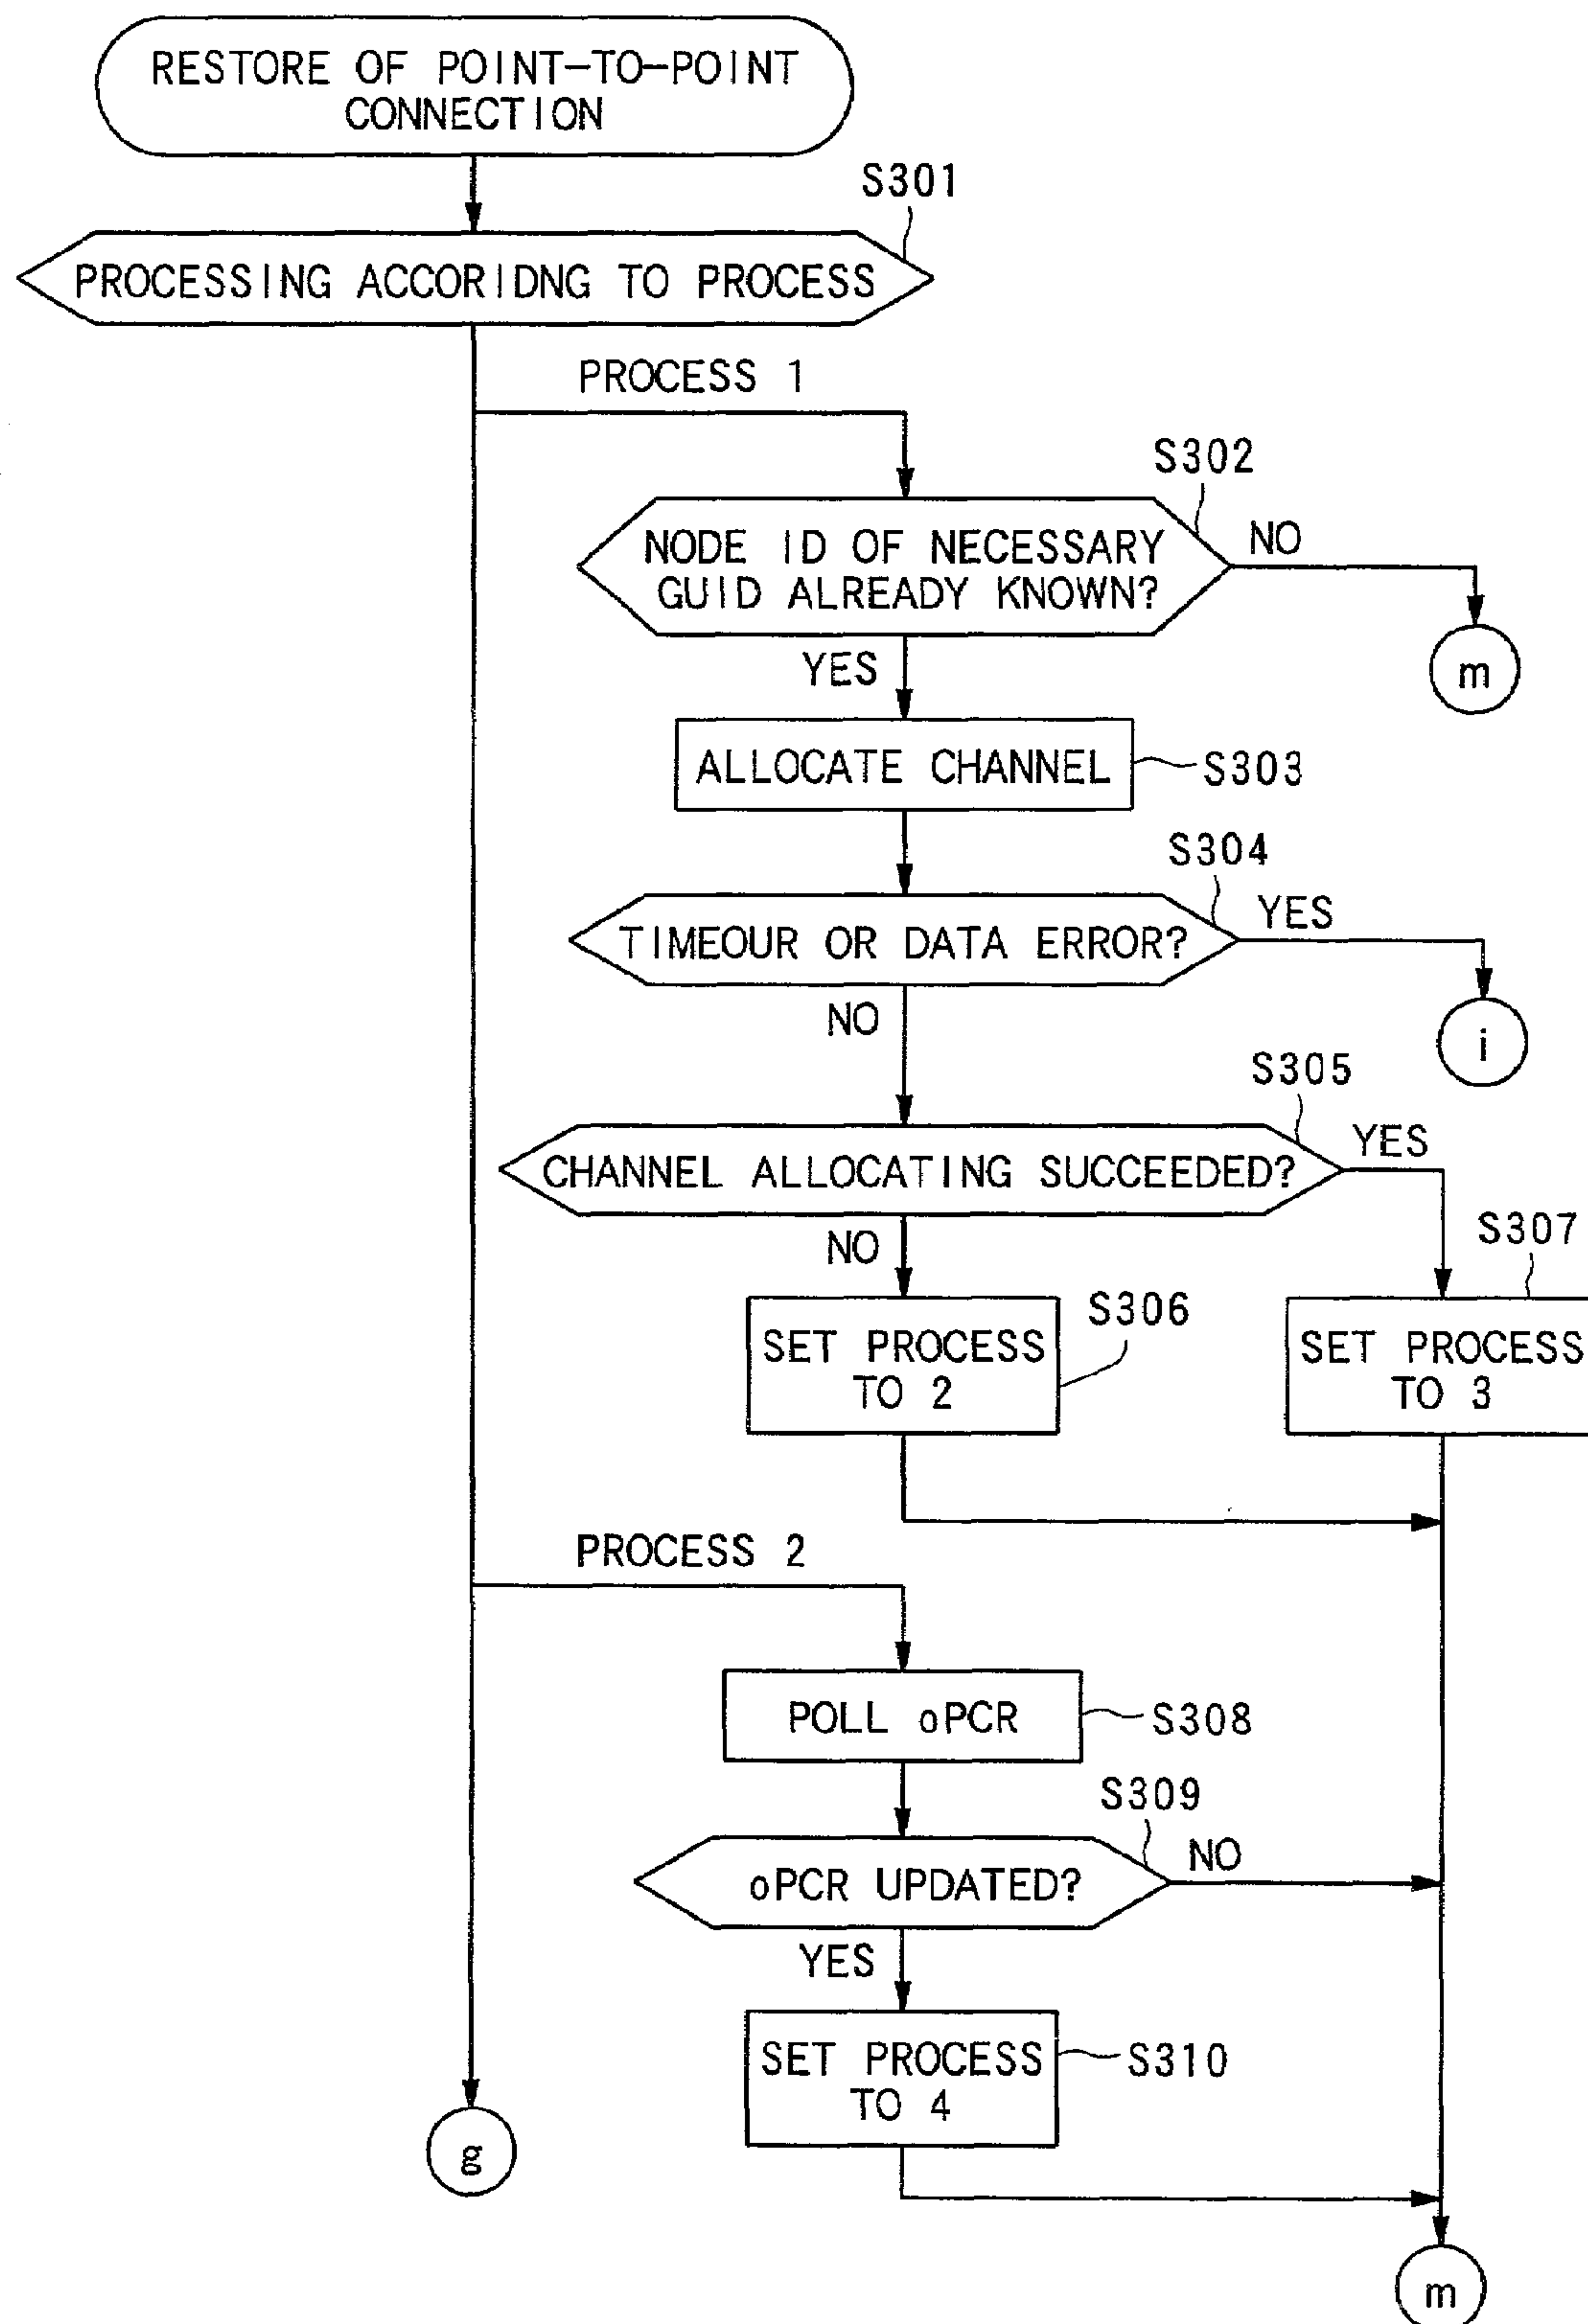 RESTORE OF POINT-TO-POINT
CONNECTION
S301
PROCESSING ACCORIDNG TO PROCESS
PROCESS 1
S302
NODE ID OF NECESSARY
GUID ALREADY KNOWN?
NO
m
YES
ALLOCATE CHANNEL
S303
S304
TIMEOUR OR DATA ERROR?
YES
i
NO
S305
CHANNEL ALLOCATING SUCCEEDED?
YES
NO
S307
S306
SET PROCESS
TO 2
SET PROCESS
TO 3
PROCESS 2
POLL oPCR
S308
S309
oPCR UPDATED?
NO
YES
SET PROCESS
TO 4
S310
g
m